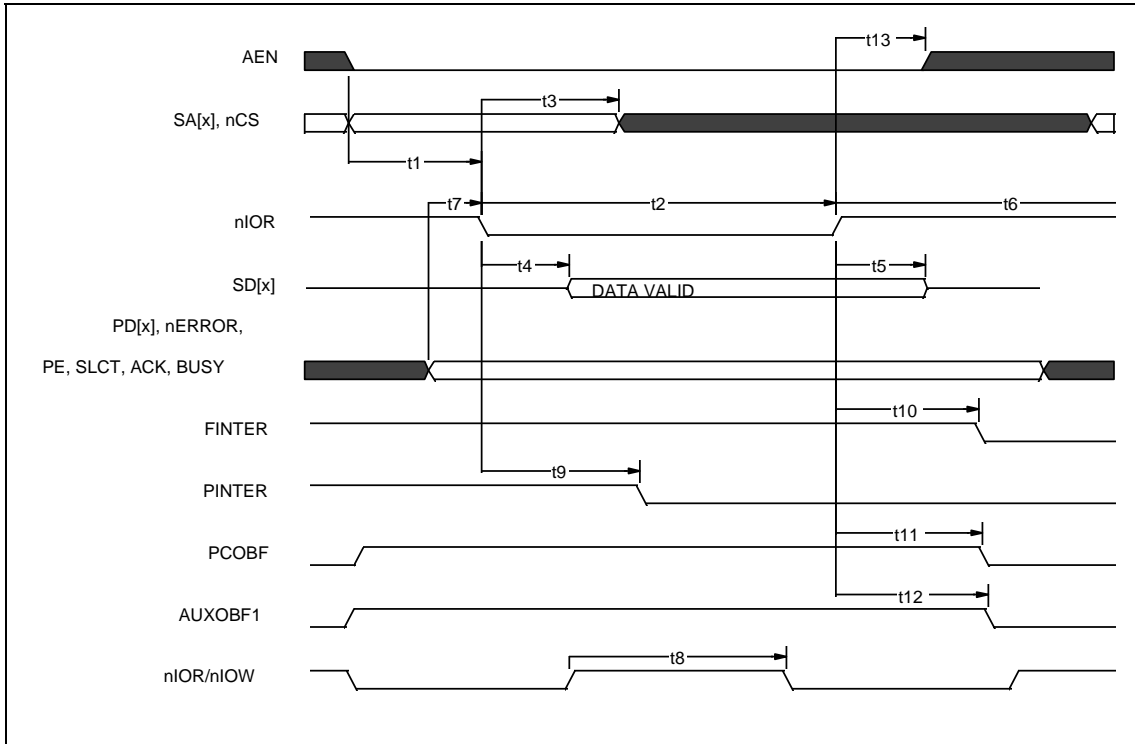 t13
AEN
t3
SA[x], nCS
t1
t7
t2
t6
nIOR
t4
t5
SD[x]
DATA VALID
PD[x], nERROR,
PE, SLCT, ACK, BUSY
t10
FINTER
t9
PINTER
t11
PCOBF
t12
AUXOBF1
t8
nIOR/nIOW